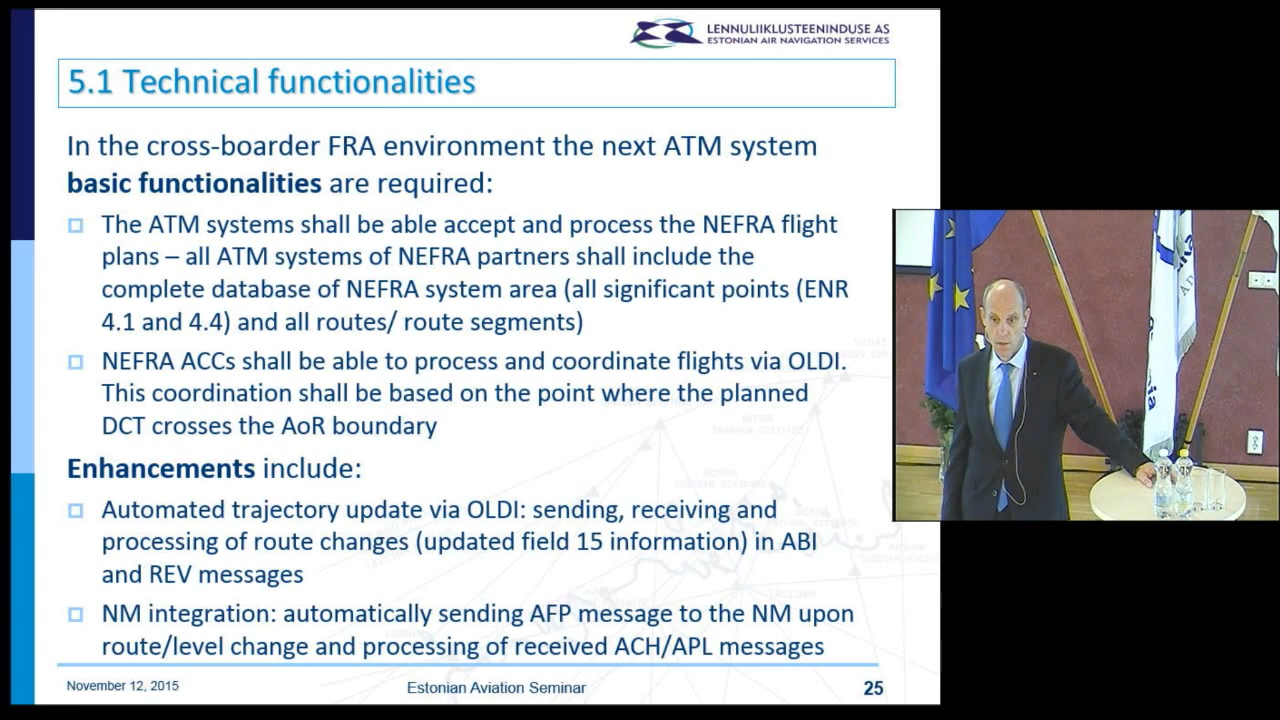 LENNULIIKLUSTEENINDUSE AS
ESTONIAN AIR NAVIGATION SERVICES
5.1 Technical functionalities
In the cross-boarder FRA environment the next ATM system
basic functionalities are required:
The ATM systems shall be able accept and process the NEFRA flight
plans – all ATM systems of NEFRA partners shall include the
complete database of NEFRA system area (all significant points (ENR
4.1 and 4.4) and all routes/ route segments)
NEFRA ACCs shall be able to process and coordinate flights via OLDI.
This coordination shall be based on the point where the planned
DCT crosses the AoR boundary
Enhancements include:
Automated trajectory update via OLDI: sending, receiving and
processing of route changes (updated field 15 information) in ABI
and REV messages
NM integration: automatically sending AFP message to the NM upon
route/level change and processing of received ACH/APL messages
November 12, 2015
Estonian Aviation Seminar
25